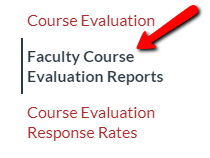 Course Evaluation
Faculty Course
Evaluation Reports
Course Evaluation
Response Rates